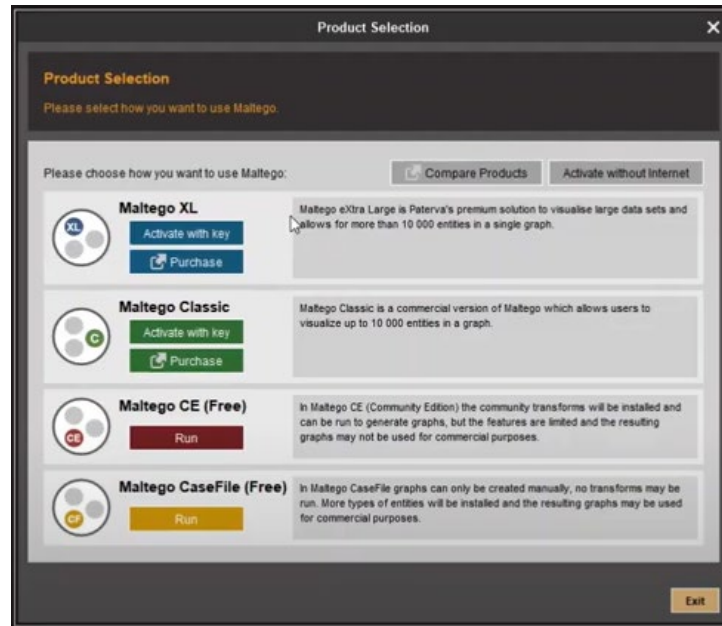 Product Selection
Product Selection
Please select how you want to use Maltego.
Please choose how you want to use Maltego:
Compare Products
Activate without Internet
XL
Maltego XL
Activate with key
Purchase
Maltego eXtra Large is Paterva's premium solution to visualise large data sets and
allows for more than 10 000 entities in a single graph.
C
Maltego Classic
Activate with key
Purchase
Maltego Classic is a commercial version of Maltego which allows users to
visualize up to 10 000 entities in a graph.
CE
Maltego CE (Free)
Run
In Maltego CE (Community Edition) the community transforms will be installed and
can be run to generate graphs, but the features are limited and the resulting
graphs may not be used for commercial purposes.
CF
Maltego CaseFile (Free)
Run
In Maltego CaseFile graphs can only be created manually, no transforms may be
run. More types of entities will be installed and the resulting graphs may be used
for commercial purposes.
Exit